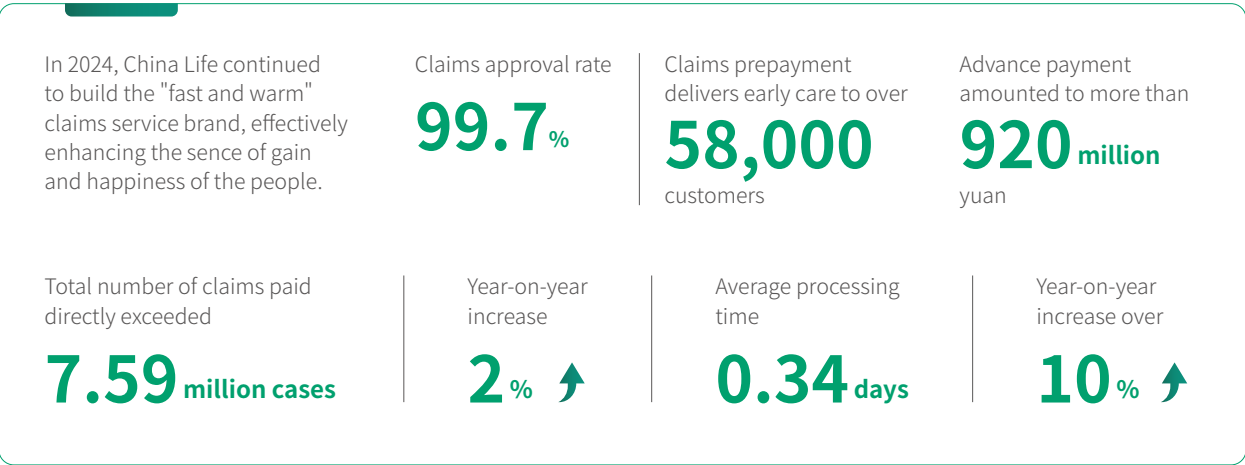 In 2024, China Life continued
to build the "fast and warm"
claims service brand, effectively
enhancing the sence of gain
and happiness of the people.
Claims approval rate
99.7%
Claims prepayment
delivers early care to over
58,000
customers
Advance payment
amounted to more than
920 million
yuan
Total number of claims paid
directly exceeded
7.59 million cases
Year-on-year
increase
2%
Average processing
time
0.34 days
Year-on-year
increase over
10%